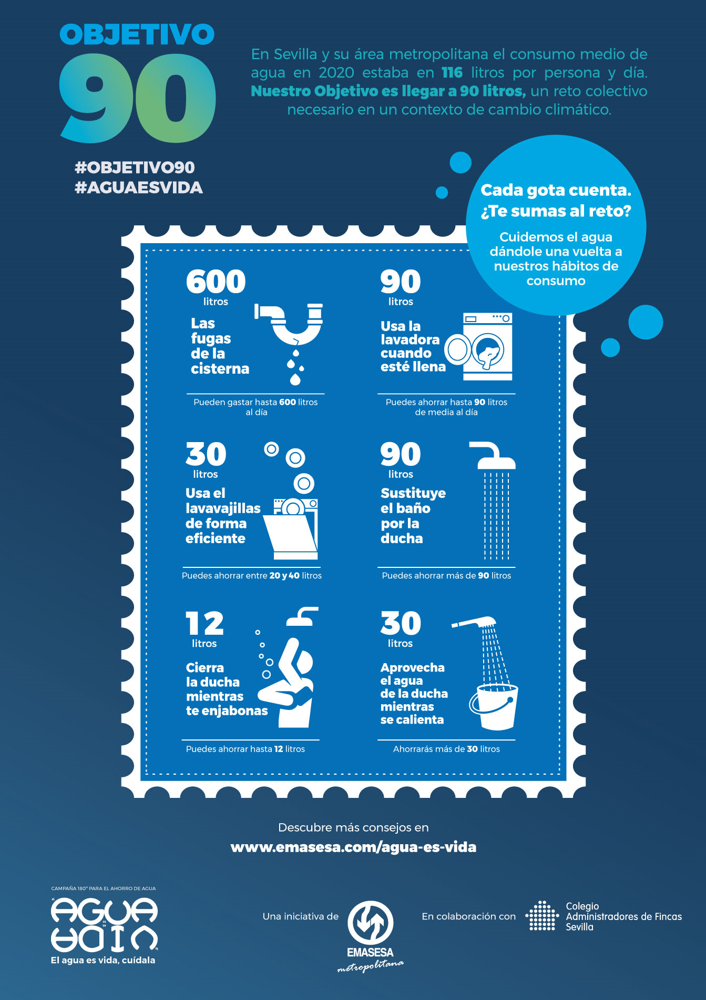 OBJETIVO
90
#OBJETIVO90
#AGUAESVIDA
En Sevilla y su área metropolitana el consumo medio de
agua en 2020 estaba en 116 litros por persona y día.
Nuestro Objetivo es llegar a 90 litros, un reto colectivo
necesario en un contexto de cambio climático.
Cada gota cuenta.
¿Te sumas al reto?
Cuidemos el agua
dándole una vuelta a
nuestros hábitos de
consumo
600
litros
Las
fugas
de la
cisterna
Pueden gastar hasta 600 litros
al día
90
litros
Usa la
lavadora
cuando
esté llena
Puedes ahorrar hasta 90 litros
de media al día
30
litros
Usa el
lavavajillas
de forma
eficiente
Puedes ahorrar entre 20 y 40 litros
90
litros
Sustituye
el baño
por la
ducha
Puedes ahorrar más de 90 litros
12
litros
Cierra
la ducha
mientras
te enjabonas
Puedes ahorrar hasta 12 litros
30
litros
Aprovecha
el agua
de la ducha
mientras
se calienta
Ahorrarás más de 30 litros
Descubre más consejos en
www.emasesa.com/agua-es-vida
CAMPAÑA 180º PARA EL AHORRO DE AGUA
el AGUA
es
VIDA
El agua es vida, cuídala
Una iniciativa de
EMASESA
metropolitana
En colaboración con
Colegio
Administradores de Fincas
Sevilla